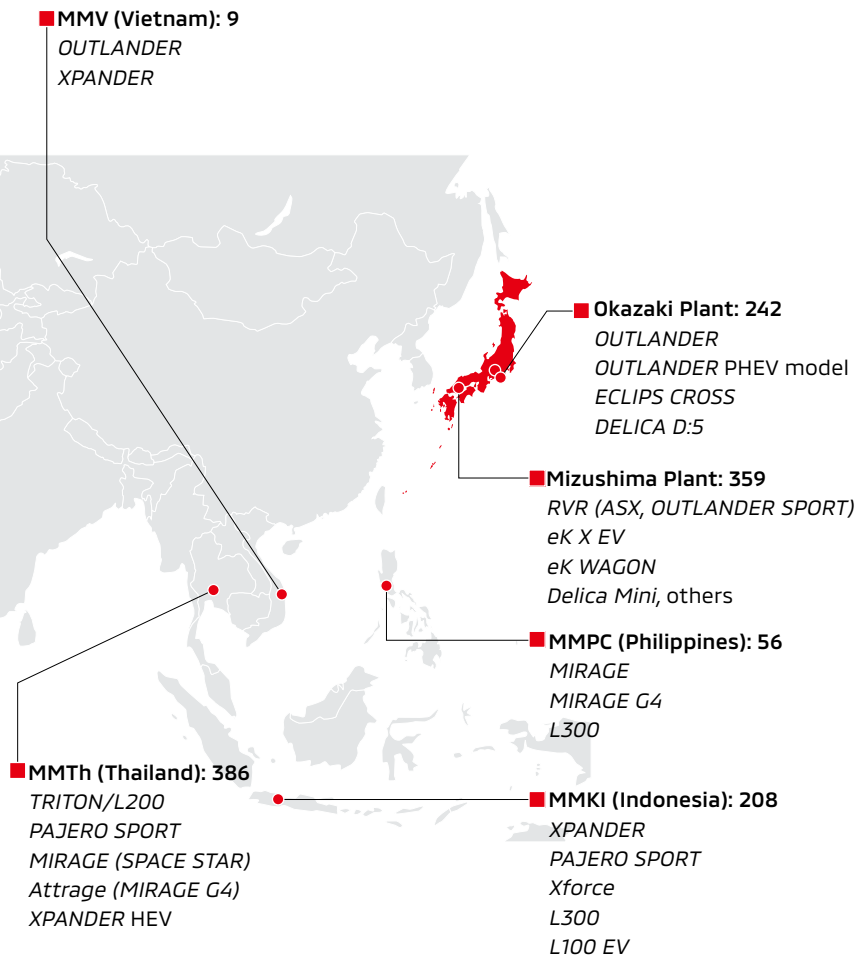 MMV (Vietnam): 9
OUTLANDER
XPANDER
Okazaki Plant: 242
OUTLANDER
OUTLANDER PHEV model
ECLIPS CROSS
DELICA D:5
Mizushima Plant: 359
RVR (ASX, OUTLANDER SPORT)
eK X EV
eK WAGON
Delica Mini, others
MMPC (Philippines): 56
MIRAGE
MIRAGE G4
L300
MMTh (Thailand): 386
TRITON/L200
PAJERO SPORT
MIRAGE (SPACE STAR)
Attrage (MIRAGE G4)
XPANDER HEV
MMKI (Indonesia): 208
XPANDER
PAJERO SPORT
Xforce
L300
L100 EV